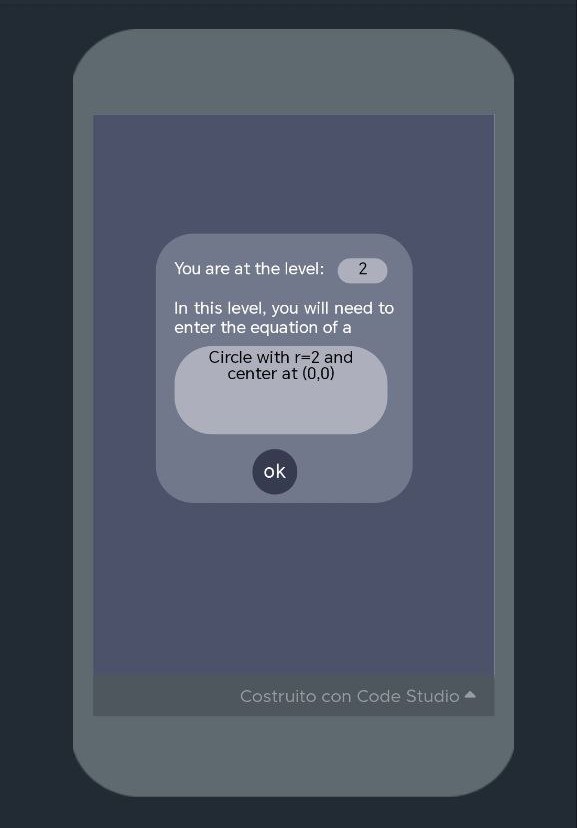 You are at the level: 2
In this level, you will need to
enter the equation of a
Circle with r=2 and
center at (0,0)
ok
Costruito con Code Studio